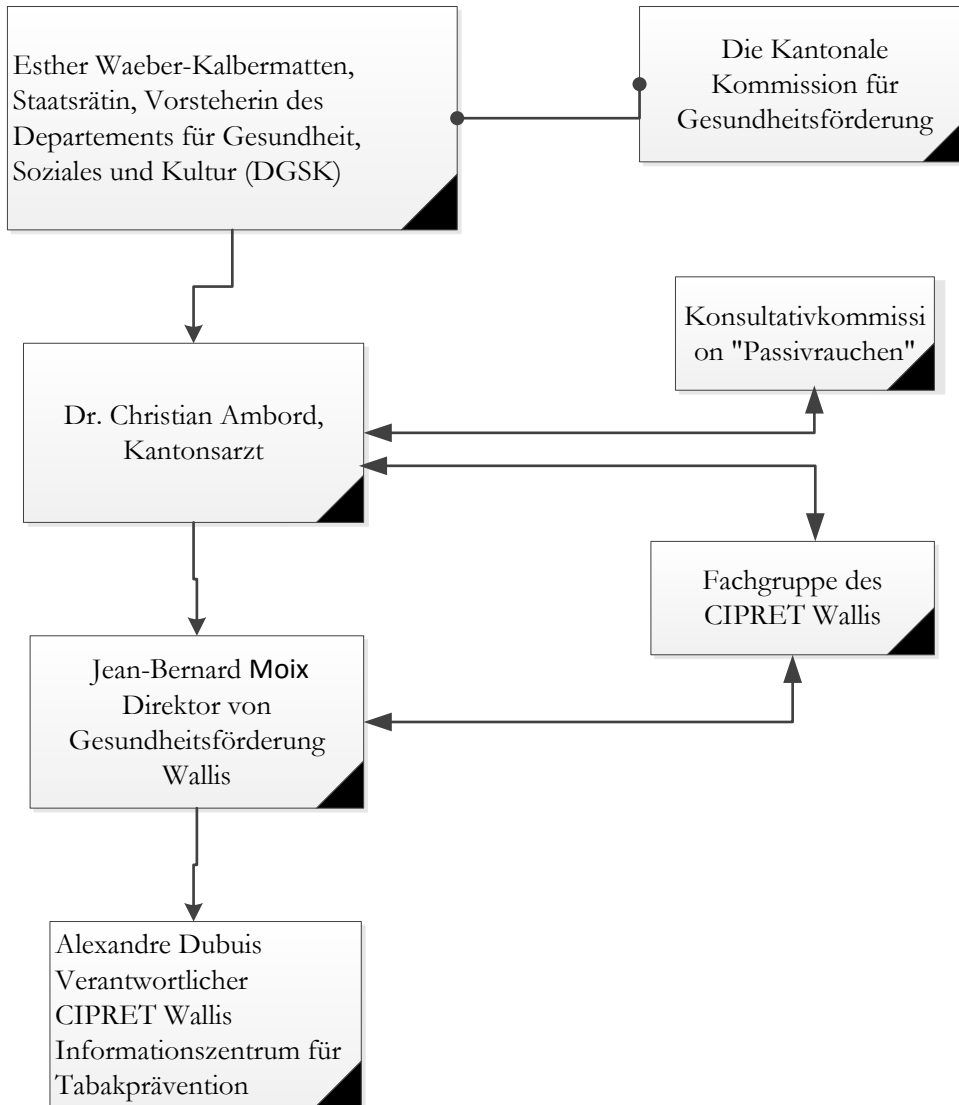 Esther Waeber-Kalbermatten,
Staatsrätin, Vorsteherin des
Departements für Gesundheit,
Soziales und Kultur (DGSK)
Die Kantonale
Kommission für
Gesundheitsförderung
Konsultativkommissi
on "Passivrauchen"
Dr. Christian Ambord,
Kantonsarzt
Fachgruppe des
CIPRET Wallis
Jean-Bernard Moix
Direktor von
Gesundheitsförderung
Wallis
Alexandre Dubuis
Verantwortlicher
CIPRET Wallis
Informationszentrum für
Tabakprävention